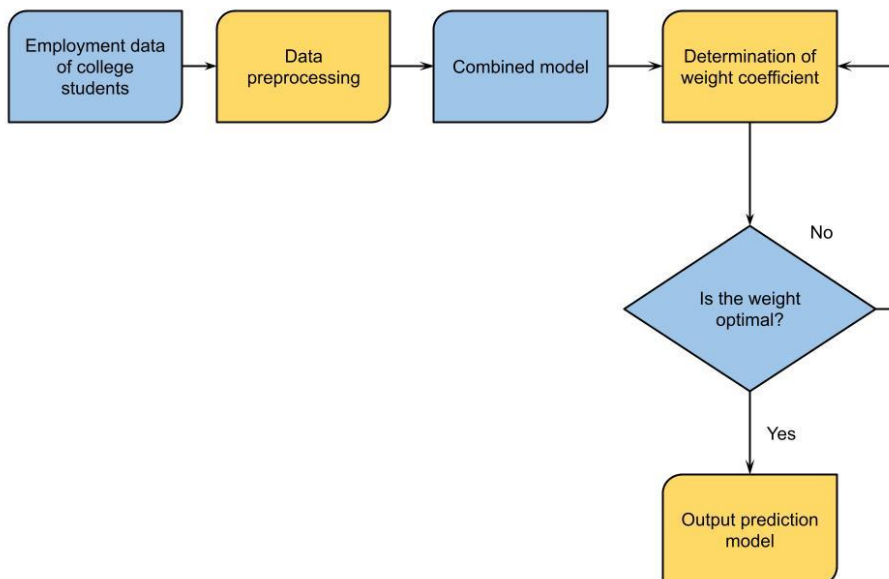 Employment data
of college
students
Data
preprocessing
Combined model
Determination of
weight coefficient
No
Is the weight
optimal?
Yes
Output prediction
model